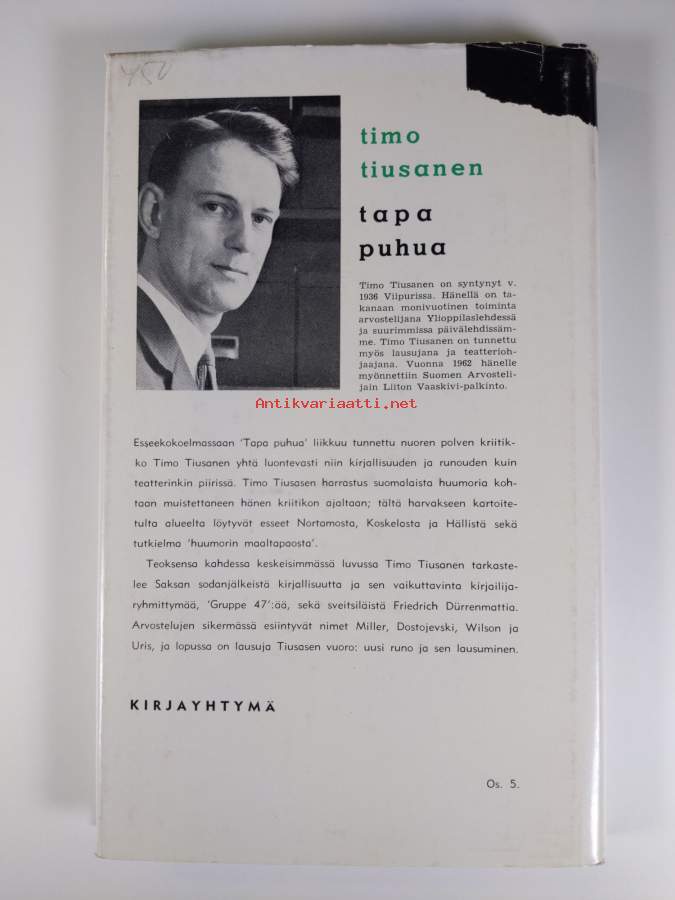 450
timo
tiusanen
tapa
puhua
Timo Tiusanen on syntynyt v.
1936 Viipurissa. Hänellä on ta-
kanaan monivuotinen toiminta
arvostelijana Ylioppilaslehdessä
ja suurimmissa päivälehdissäm-
me. Timo Tiusanen on tunnettu
myös lausujana ja teatterioh-
jaajana. Vuonna 1962 hänelle
myönnettiin Suomen Arvosteli-
jain Liiton Vaaskivi-palkinto.
Antikvariaatti.net
Esseekokoelmassaan 'Tapa puhua' liikkuu tunnettu nuoren polven kriitik-
ko Timo Tiusanen yhtä luontevasti niin kirjallisuuden ja runouden kuin
teatterinkin piirissä. Timo Tiusasen harrastus suomalaista huumoria koh-
taan muistettaneen hänen kriitikon ajaltaan; tältä harvakseen kartoite-
tulta alueelta löytyvät esseet Nortamosta, Koskelosta ja Hällistä sekä
tutkielma 'huumorin maaltapaosta'.
Teoksensa kahdessa keskeisimmässä luvussa Timo Tiusanen tarkaste-
lee Saksan sodanjälkeistä kirjallisuutta ja sen vaikuttavinta kirjailija-
ryhmittymää, 'Gruppe 47':ää, sekä sveitsiläistä Friedrich Dürrenmattia.
Arvostelujen sikermässä esiintyvät nimet Miller, Dostojevski, Wilson ja
Uris, ja lopussa on lausuja Tiusasen vuoro: uusi runo ja sen lausuminen.
KIRJAYHTYMÄ
Os. 5.